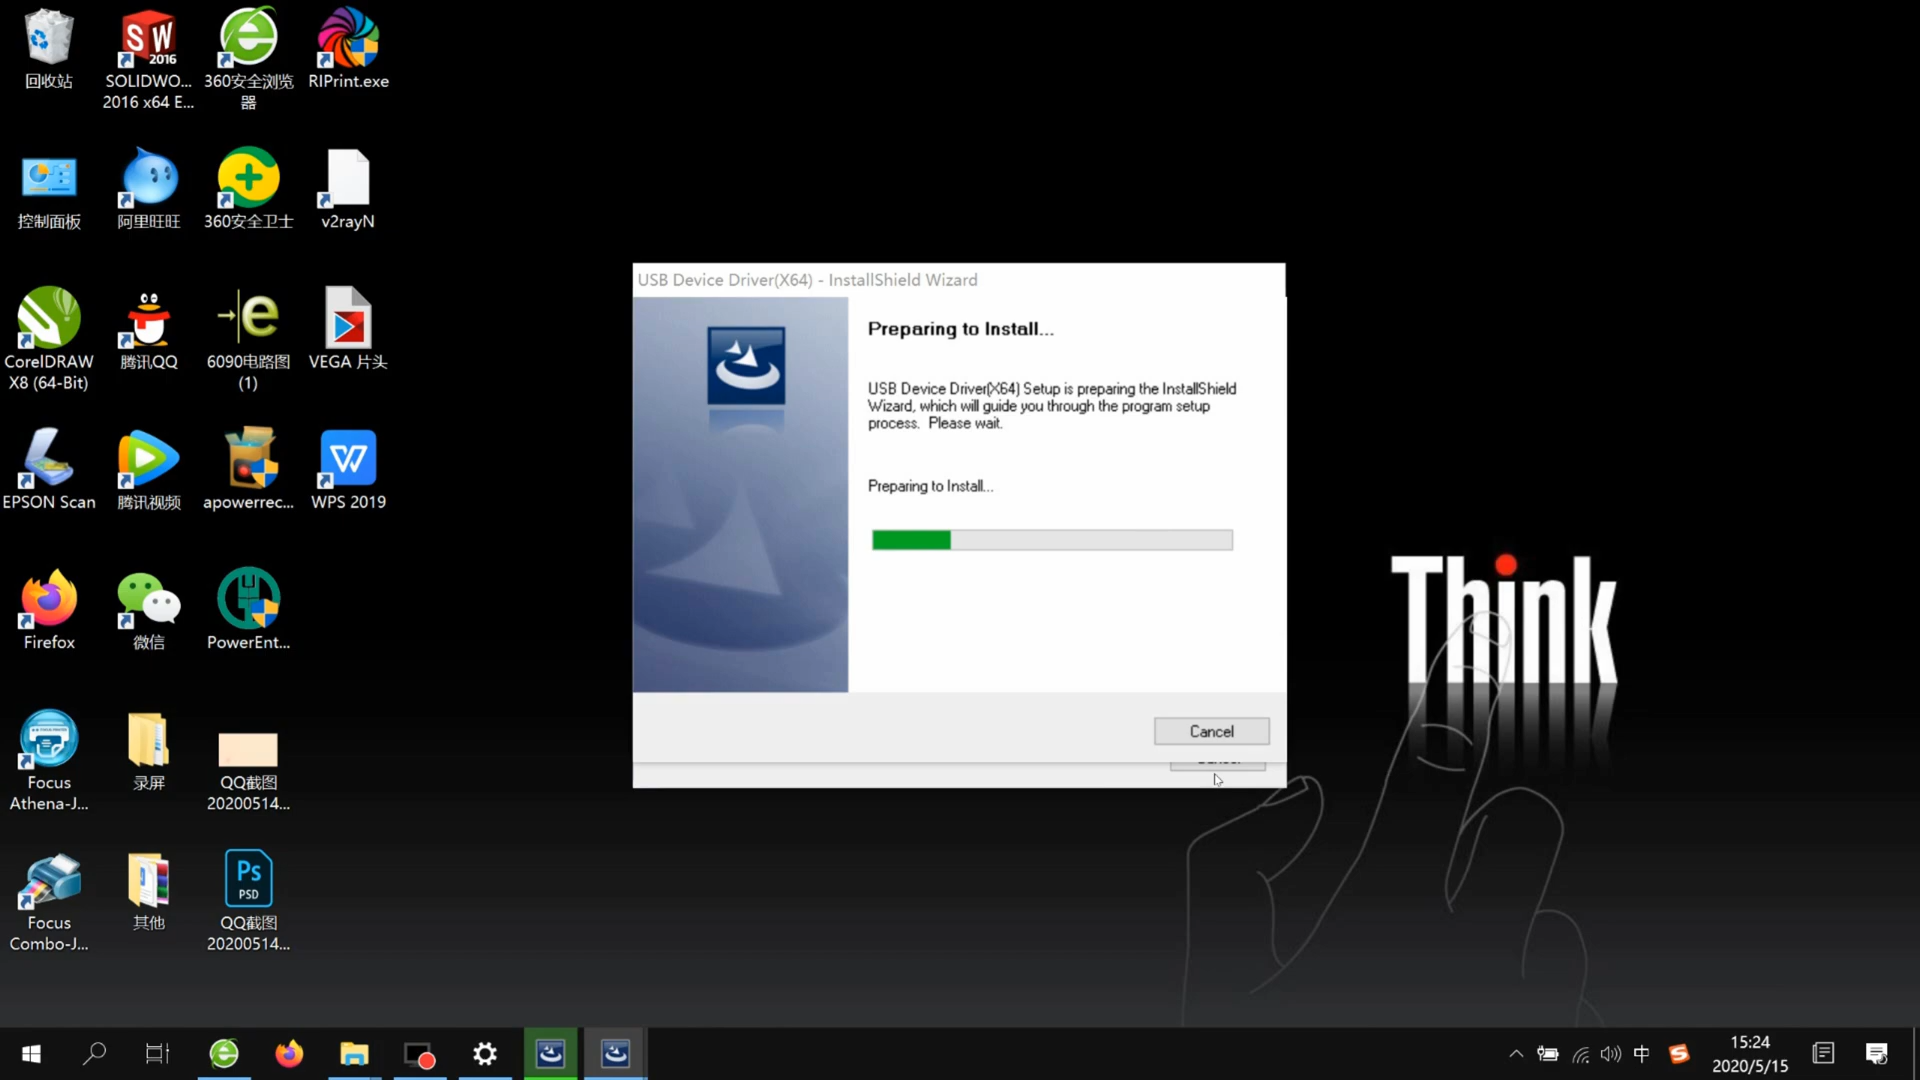 回收站
SOLIDWO...
2016 x64 E...
360安全浏览
器
RIPrint.exe
控制面板
阿里旺旺
360安全卫士
v2rayN
CorelDRAW
X8 (64-Bit)
腾讯QQ
6090电路图
(1)
VEGA 片头
EPSON Scan
腾讯视频
apowerrec...
WPS 2019
Firefox
微信
PowerEnt...
Focus
Athena-J...
录屏
QQ截图
20200514...
Focus
Combo-J...
其他
QQ截图
20200514...
SW
2016
W
Ps
PSD
USB Device Driver(X64) - InstallShield Wizard
Preparing to Install...
USB Device Driver(X64) Setup is preparing the InstallShield
Wizard, which will guide you through the program setup
process. Please wait.
Preparing to Install...
Cancel
Think
中
15:24
2020/5/15